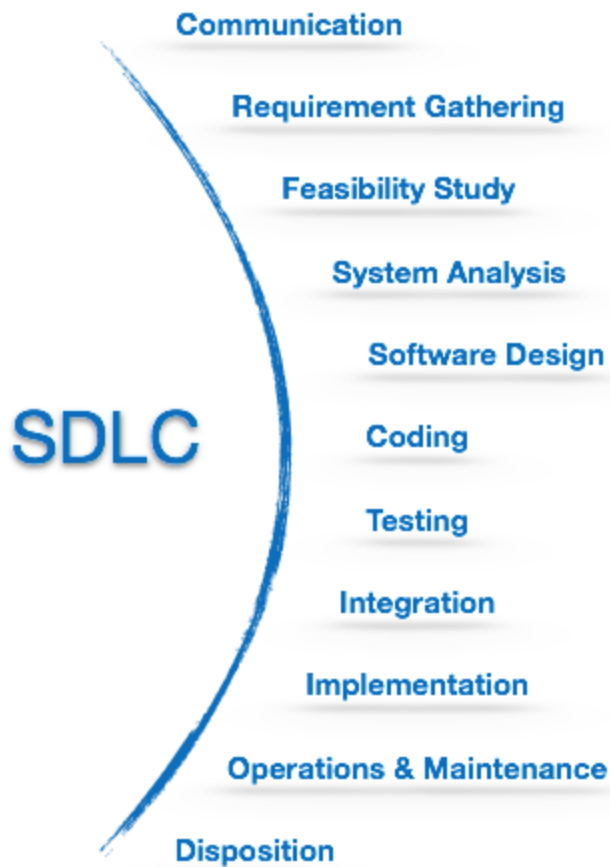 Communication
Requirement Gathering
Feasibility Study
System Analysis
Software Design
SDLC
Coding
Testing
Integration
Implementation
Operations & Maintenance
Disposition